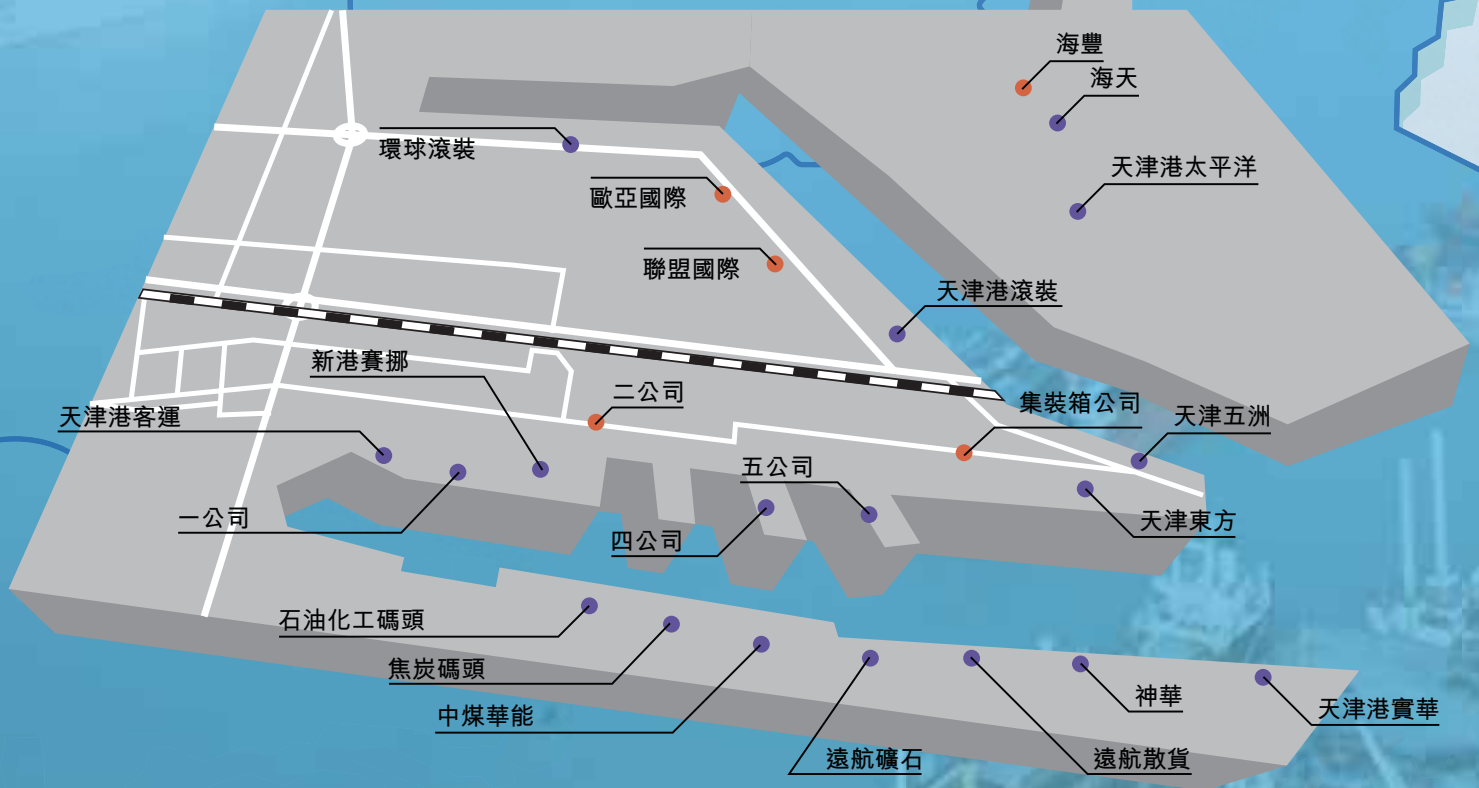 海豐
海天
環球滾裝
天津港太平洋
歐亞國際
聯盟國際
天津港滾裝
新港賽挪
二公司
集裝箱公司
天津五洲
天津港客運
五公司
一公司
天津東方
四公司
石油化工碼頭
焦炭碼頭
神華
天津港實華
中煤華能
遠航礦石
遠航散貨